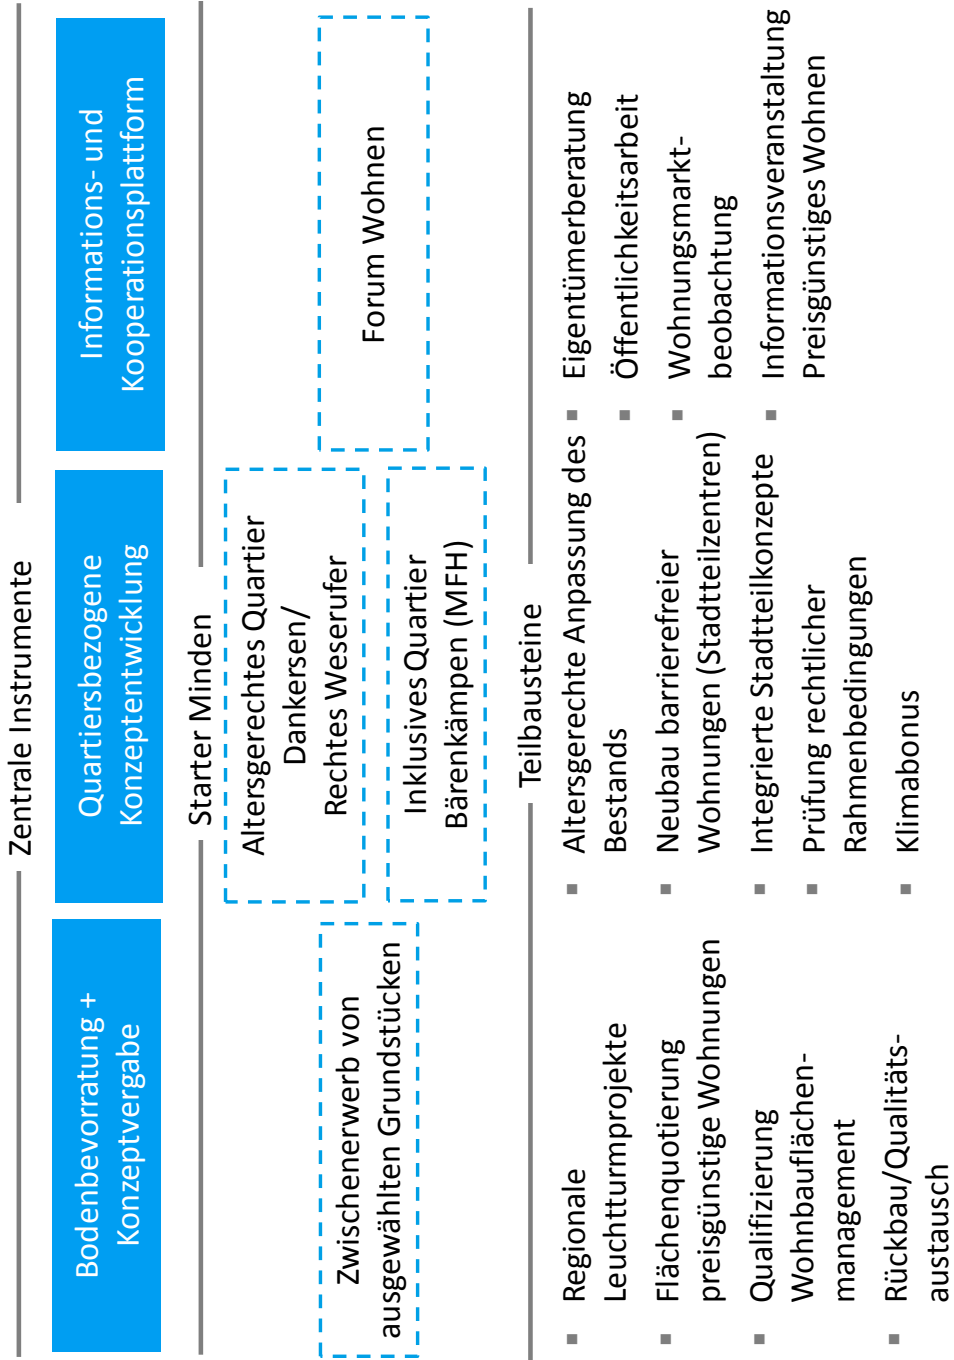 Zentrale Instrumente
Bodenbevorratung +
Konzeptvergabe
Quartiersbezogene
Konzeptentwicklung
Informations- und
Kooperationsplattform
Starter Minden
Zwischenerwerb von
ausgewählten Grundstücken
Altersgerechtes Quartier
Dankersen/
Rechtes Weserufer
Inklusives Quartier
Bärenkämpen (MFH)
Forum Wohnen
Teilbausteine
▪ Regionale
Leuchtturmprojekte
▪ Flächenquotierung
preisgünstige Wohnungen
▪ Qualifizierung
Wohnbauflächen-
management
▪ Rückbau/Qualitäts-
austausch
▪ Altersgerechte Anpassung des
Bestands
▪ Neubau barrierefreier
Wohnungen (Stadtteilzentren)
▪ Integrierte Stadtteilkonzepte
▪ Prüfung rechtlicher
Rahmenbedingungen
▪ Klimabonus
▪ Eigentümerberatung
▪ Öffentlichkeitsarbeit
▪ Wohnungsmarkt-
beobachtung
▪ Informationsveranstaltung
Preisgünstiges Wohnen